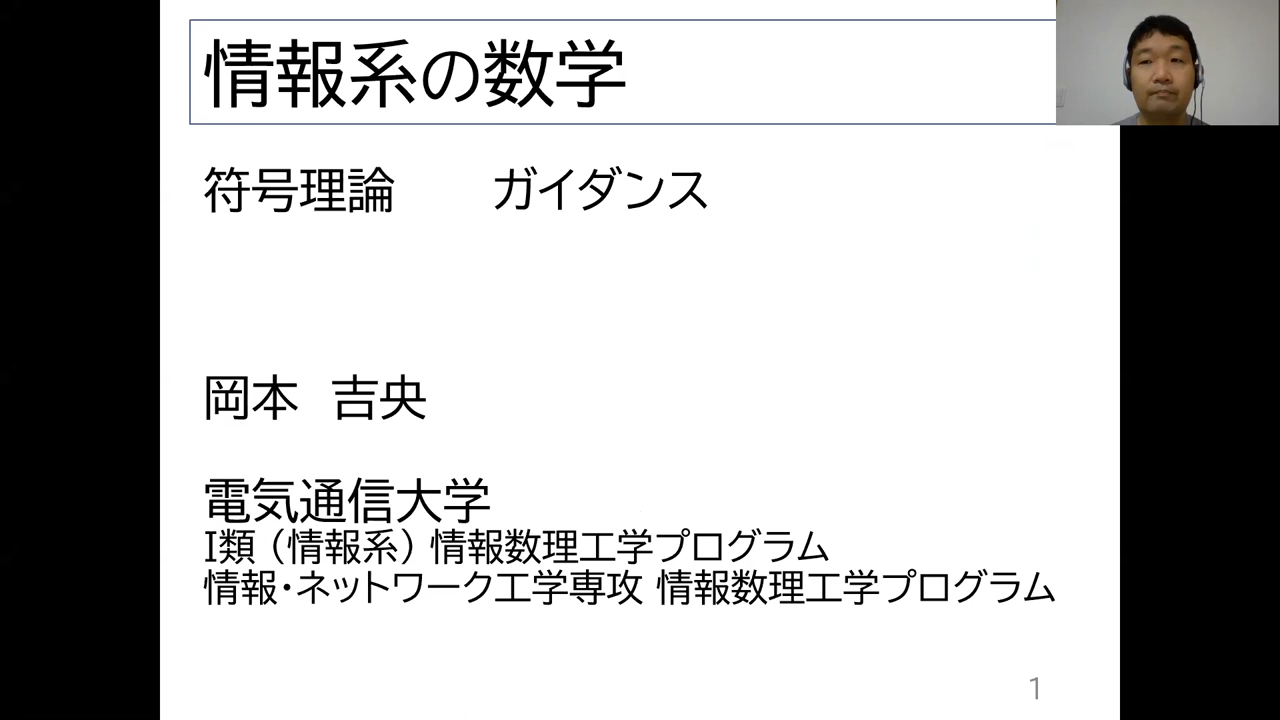 情報系の数学
符号理論　　ガイダンス
岡本　吉央
電気通信大学
I類 (情報系) 情報数理工学プログラム
情報・ネットワーク工学専攻 情報数理工学プログラム
1